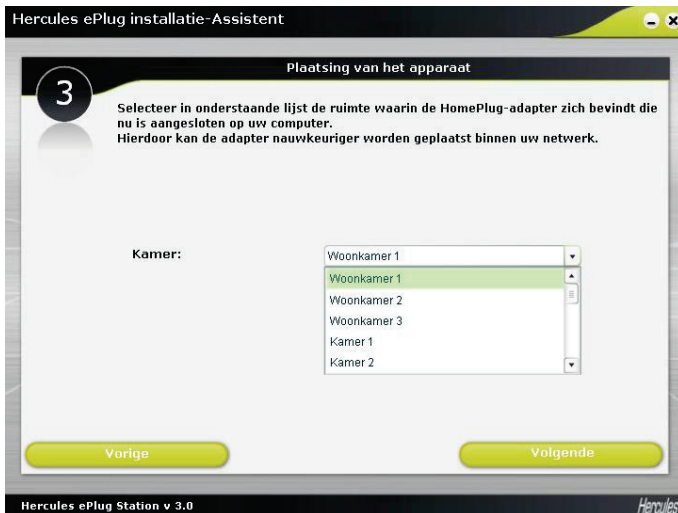 Hercules ePlug installatie-Assistent
Plaatsing van het apparaat
3
Selecteer in onderstaande lijst de ruimte waarin de HomePlug-adapter zich bevindt die
nu is aangesloten op uw computer.
Hierdoor kan de adapter nauwkeuriger worden geplaatst binnen uw netwerk.
Kamer:
Woonkamer 1
Woonkamer 1
Woonkamer 2
Woonkamer 3
Kamer 1
Kamer 2
Vorige
Volgende
Hercules ePlug Station v 3.0
Hercules